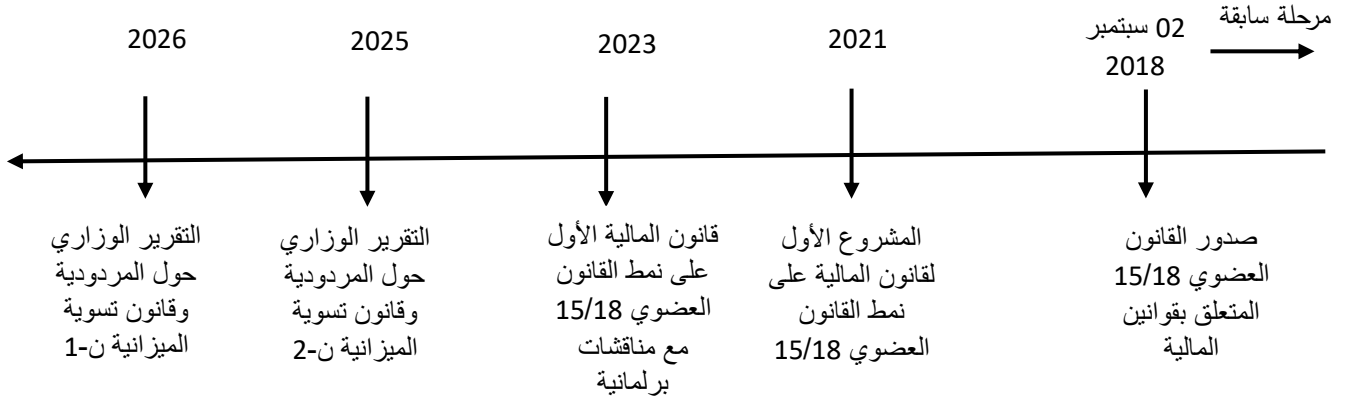 مرحلة سابقة
02 سبتمبر
2018
2021
2023
2025
2026
صدور القانون
العضوي 15/18
المتعلق بقوانين
المالية
المشروع الأول
لقانون المالية على
نمط القانون
العضوي 15/18
قانون المالية الأول
على نمط القانون
العضوي 15/18
مع مناقشات
برلمانية
التقرير الوزاري
حول المردودية
وقانون تسوية
الميزانية ن-2
التقرير الوزاري
حول المردودية
وقانون تسوية
الميزانية ن-1